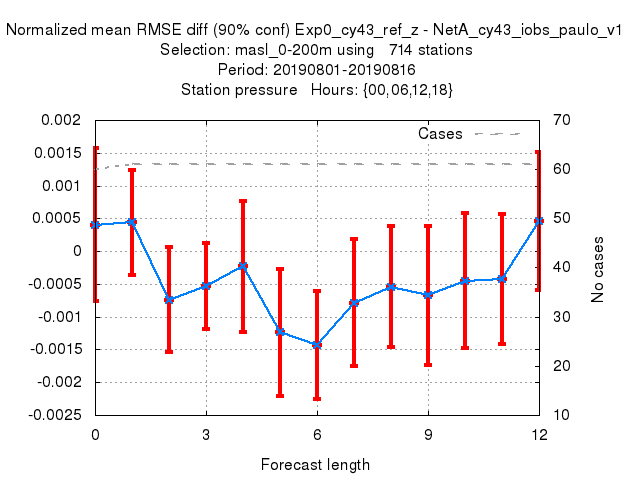 Normalized mean RMSE diff (90% conf) Exp0_cy43_ref_z - NetA_cy43_iobs_paulo_v1
Selection: masl_0-200m using   714 stations
Period: 20190801-20190816
Station pressure   Hours: {00,06,12,18}
Cases
0.002
0.0015
0.001
0.0005
0
-0.0005
-0.001
-0.0015
-0.002
-0.0025
70
60
50
40
30
20
10
No cases
0 3 6 9 12
Forecast length